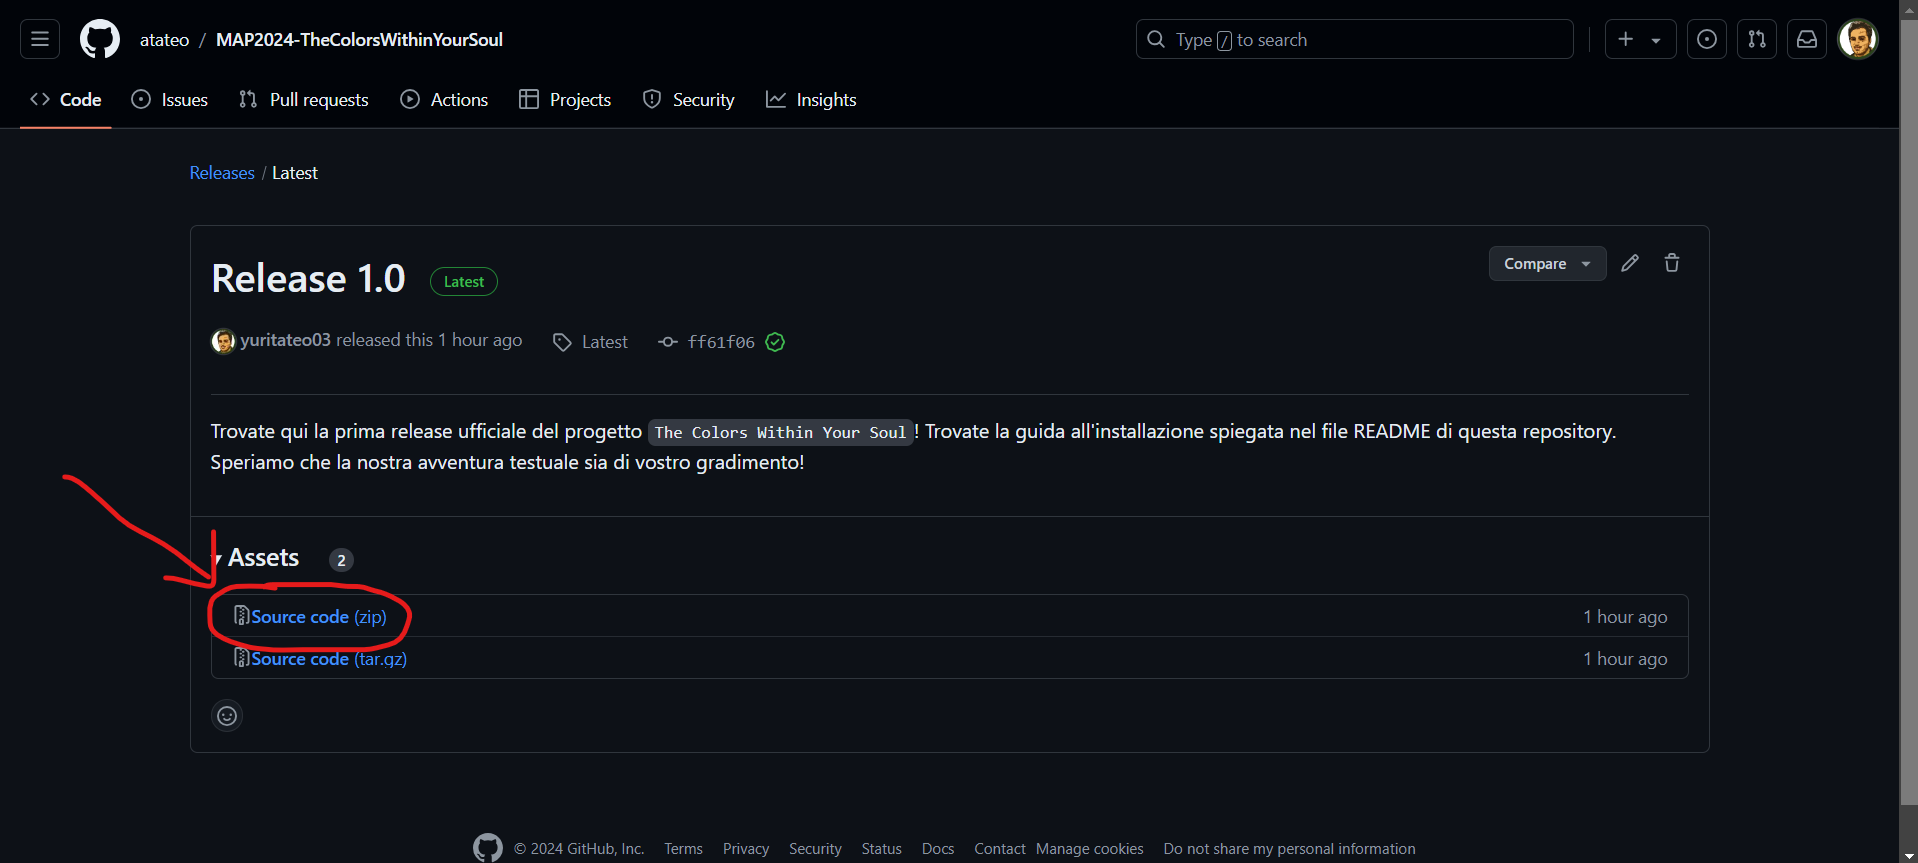 atateo / MAP2024-TheColorsWithinYourSoul
Type / to search
Code Issues Pull requests Actions Projects Security Insights
Releases / Latest
Release 1.0 Latest
Compare
yuritateo03 released this 1 hour ago Latest ff61f06
Trovate qui la prima release ufficiale del progetto The Colors Within Your Soul! Trovate la guida all'installazione spiegata nel file README di questa repository.
Speriamo che la nostra avventura testuale sia di vostro gradimento!
Assets 2
Source code (zip) 1 hour ago
Source code (tar.gz) 1 hour ago
© 2024 GitHub, Inc. Terms Privacy Security Status Docs Contact Manage cookies Do not share my personal information